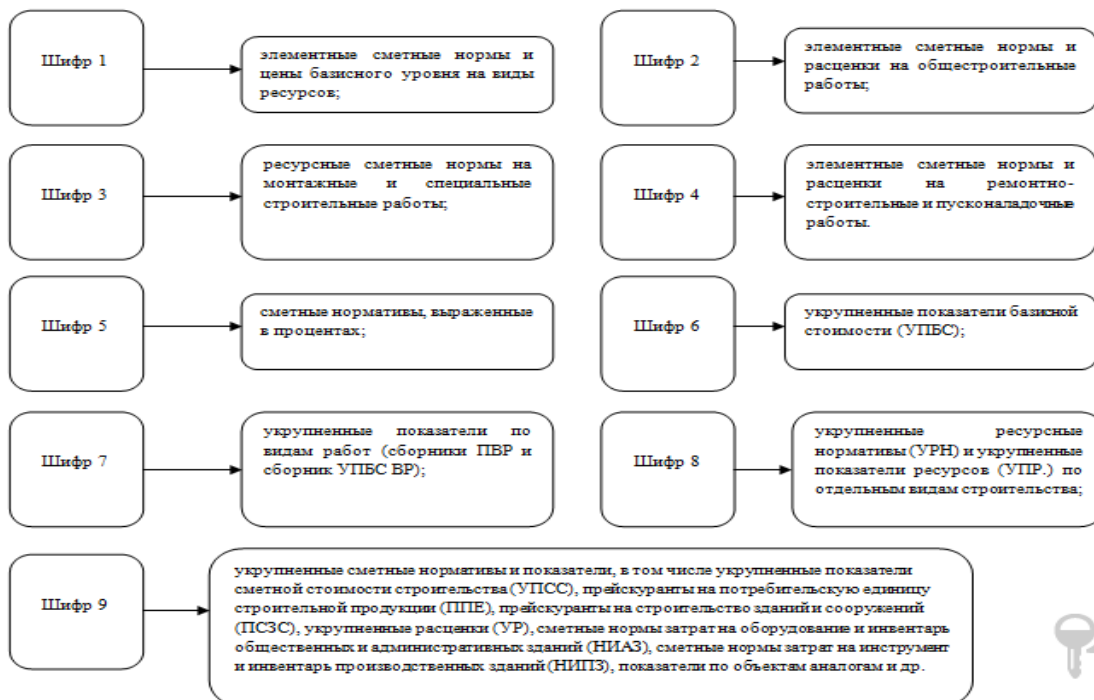 Шифр 1
элементные сметные нормы и
цены базисного уровня на виды
ресурсов;
Шифр 2
элементные сметные нормы и
расценки на общестроительные
работы;
Шифр 3
ресурсные сметные нормы на
монтажные и специальные
строительные работы;
Шифр 4
элементные сметные нормы и
расценки на ремонтно-
строительные и пусконаладочные
работы.
Шифр 5
сметные нормативы, выраженные
в процентах;
Шифр 6
укрупненные показатели базисной
стоимости (УПБС);
Шифр 7
укрупненные показатели по
видам работ (сборники ПВР и
сборник УПБС ВР);
Шифр 8
укрупненные ресурсные
нормативы (УРН) и укрупненные
показатели ресурсов (УПР.) по
отдельным видам строительства;
Шифр 9
укрупненные сметные нормативы и показатели, в том числе укрупненные показатели
сметной стоимости строительства (УПСС), прейскуранты на потребительскую единицу
строительной продукции (ППЕ), прейскуранты на строительство зданий и сооружений
(ПСЗС), укрупненные расценки (УР), сметные нормы затрат на оборудование и инвентарь
общественных и административных зданий (НИАЗ), сметные нормы затрат на инструмент
и инвентарь производственных зданий (НИПЗ), показатели по объектам аналогам и др.